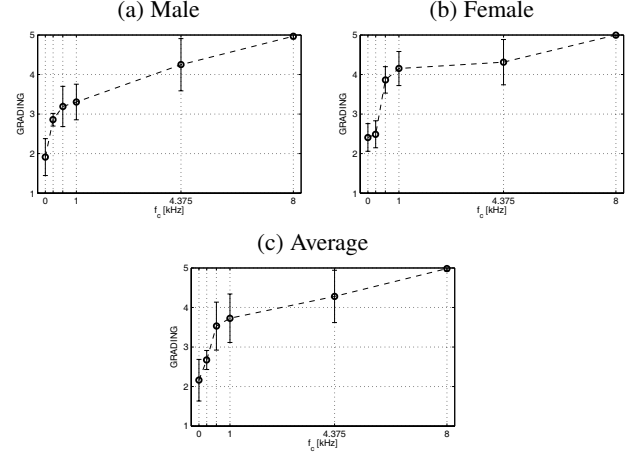 (a) Male
5
4
3
2
1
GRADING
0 1 4.375 8
f_c [kHz]
(b) Female
5
4
3
2
1
GRADING
0 1 4.375 8
f_c [kHz]
(c) Average
5
4
3
2
1
GRADING
0 1 4.375 8
f_c [kHz]